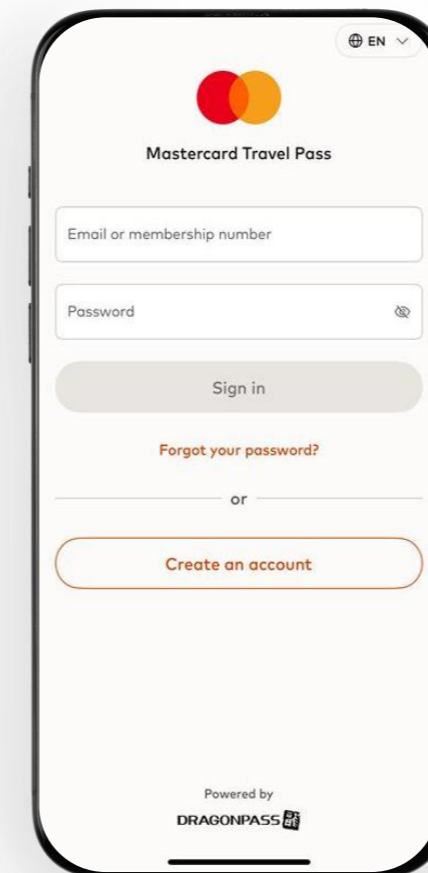 EN
Mastercard Travel Pass
Email or membership number
Password
Sign in
Forgot your password?
or
Create an account
Powered by
DRAGONPASS